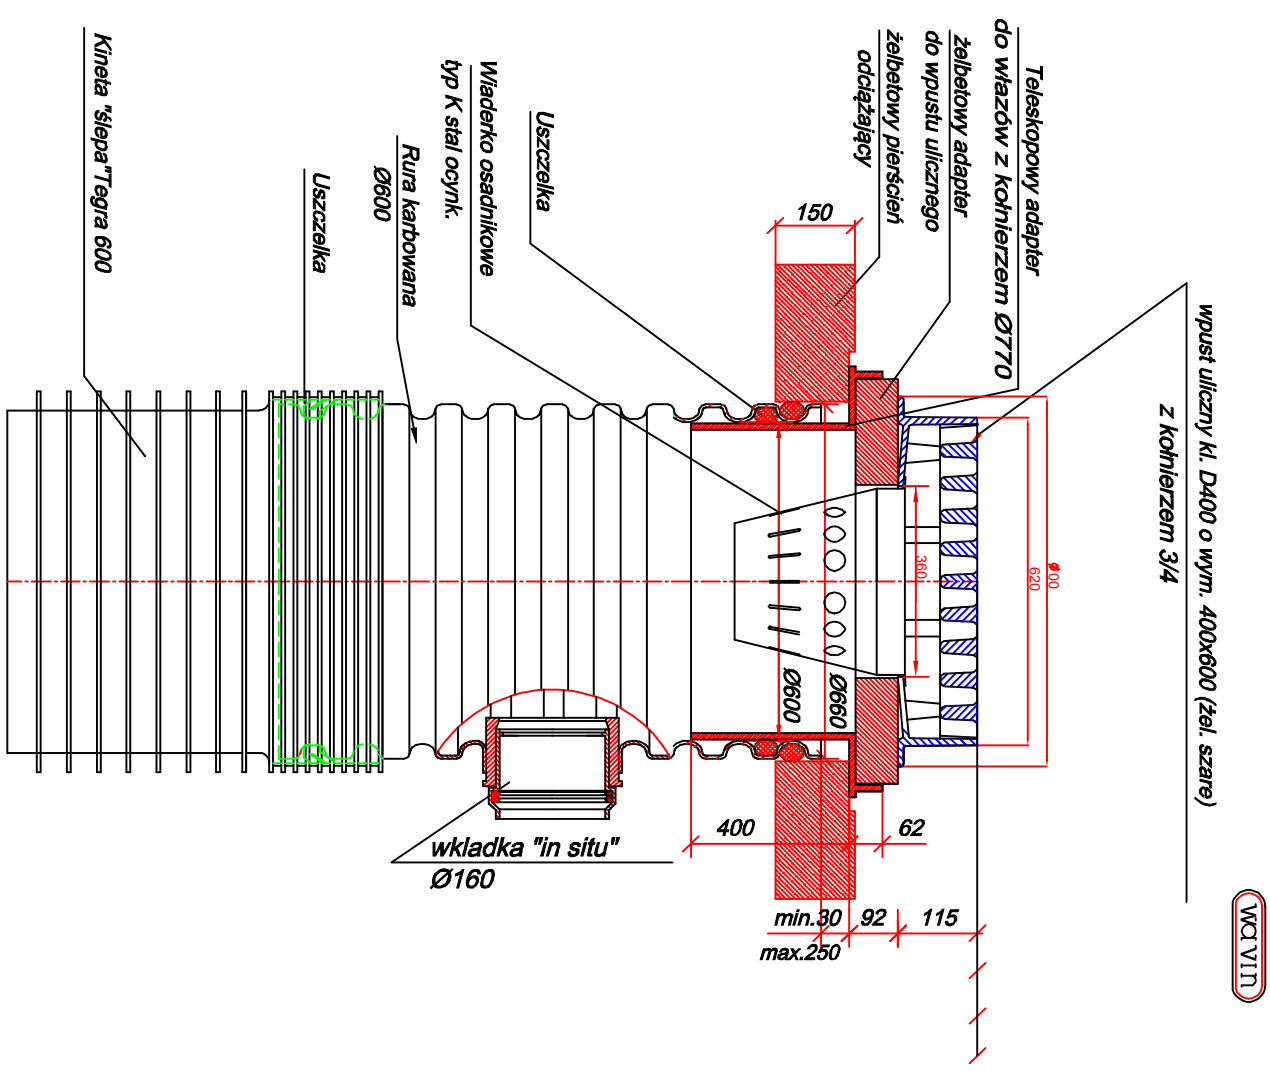 wpust uliczny kl. D400 o wym. 400x600 (żel. szare)
z kołnierzem 3/4
Teleskopowy adapter
do włazów z kołnierzem Ø770
żelbetowy adapter
do wpustu ulicznego
żelbetowy pierścień
odciążający
Uszczelka
Wiaderko osadnikowe
typ K stal ocynk.
Rura karbowana
Ø600
Uszczelka
Kineta "ślepa"Tegra 600
wkladka "in situ"
Ø160
150
620
360
Ø660
Ø600
400
62
min.30
92
115
max.250
wavin